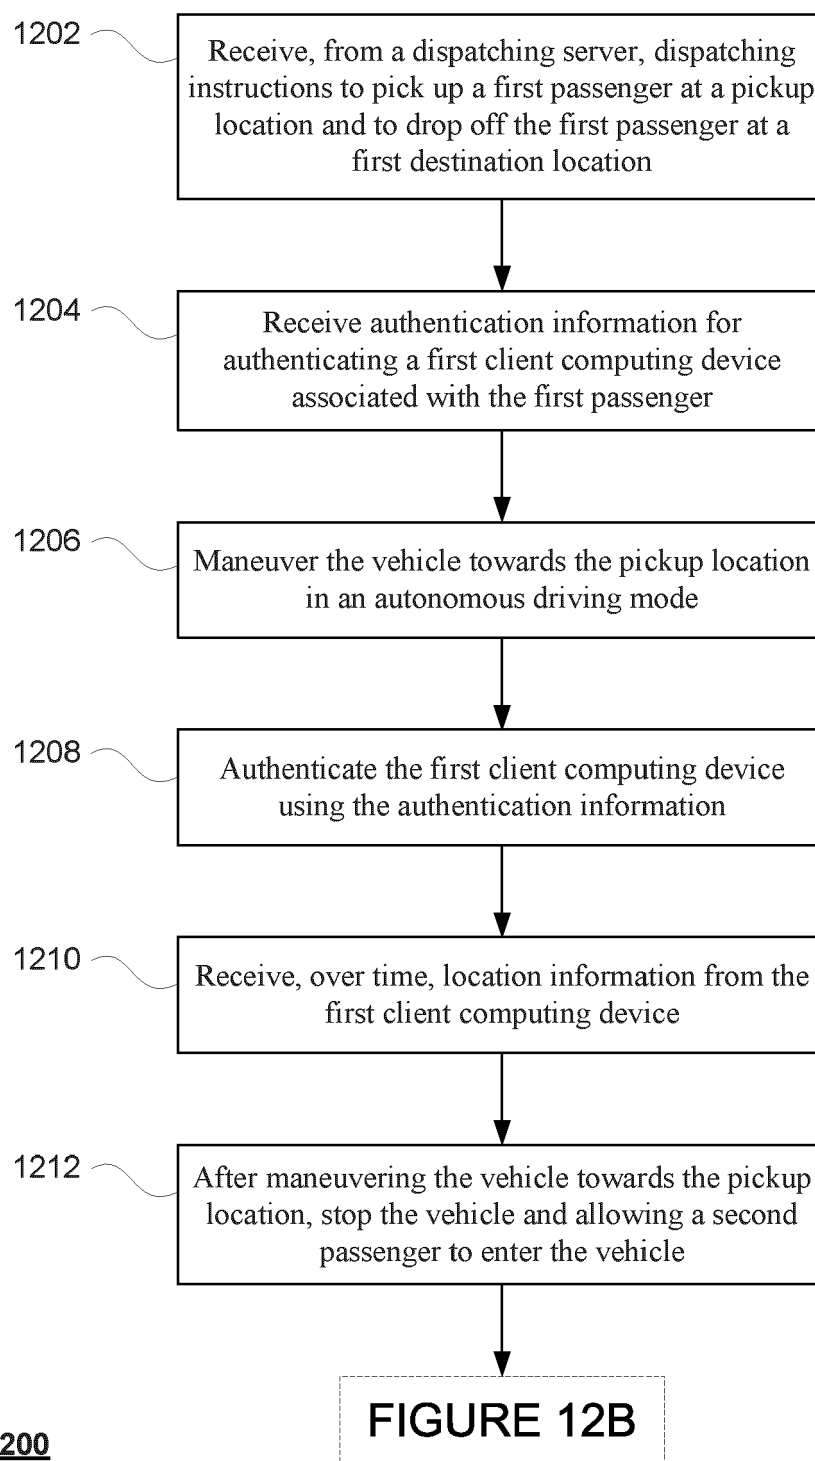 1202
Receive, from a dispatching server, dispatching
instructions to pick up a first passenger at a pickup
location and to drop off the first passenger at a
first destination location
1204
Receive authentication information for
authenticating a first client computing device
associated with the first passenger
1206
Maneuver the vehicle towards the pickup location
in an autonomous driving mode
1208
Authenticate the first client computing device
using the authentication information
1210
Receive, over time, location information from the
first client computing device
1212
After maneuvering the vehicle towards the pickup
location, stop the vehicle and allowing a second
passenger to enter the vehicle
FIGURE 12B
200